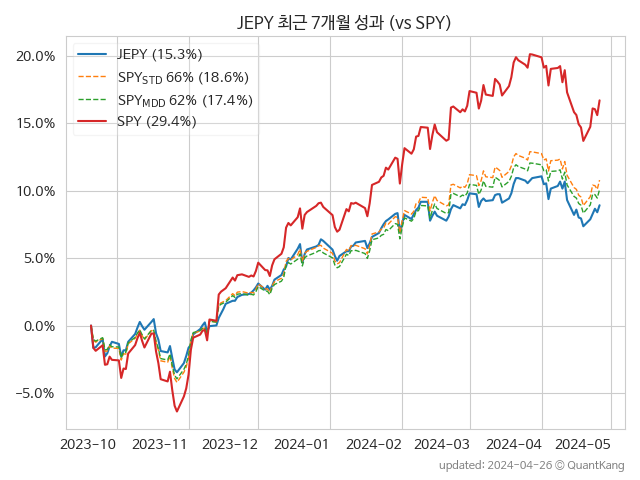 JEPY 최근 7개월 성과 (vs SPY)
JEPY (15.3%)
SPY_STD 66% (18.6%)
SPY_MDD 62% (17.4%)
SPY (29.4%)
20.0%
15.0%
10.0%
5.0%
0.0%
−5.0%
2023-10 2023-11 2023-12 2024-01 2024-02 2024-03 2024-04 2024-05
updated: 2024-04-26 © QuantKang